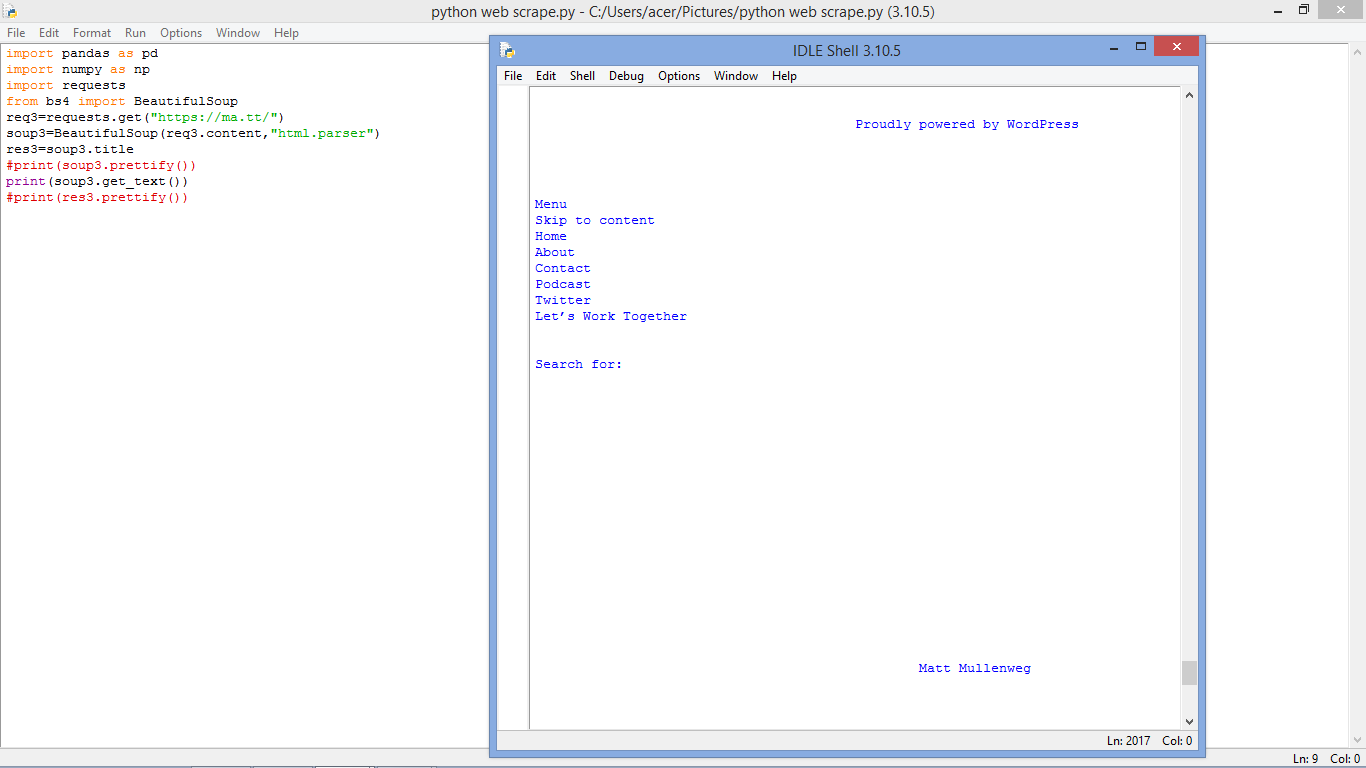 python web scrape.py - C:/Users/acer/Pictures/python web scrape.py (3.10.5)
File Edit Format Run Options Window Help
import pandas as pd
import numpy as np
import requests
from bs4 import BeautifulSoup
req3=requests.get("https://ma.tt/")
soup3=BeautifulSoup(req3.content,"html.parser")
res3=soup3.title
#print(soup3.prettify())
print(soup3.get_text())
#print(res3.prettify())
IDLE Shell 3.10.5
File Edit Shell Debug Options Window Help
Proudly powered by WordPress
Menu
Skip to content
Home
About
Contact
Podcast
Twitter
Let’s Work Together
Search for:
Matt Mullenweg
Ln: 2017 Col: 0
Ln: 9 Col: 0